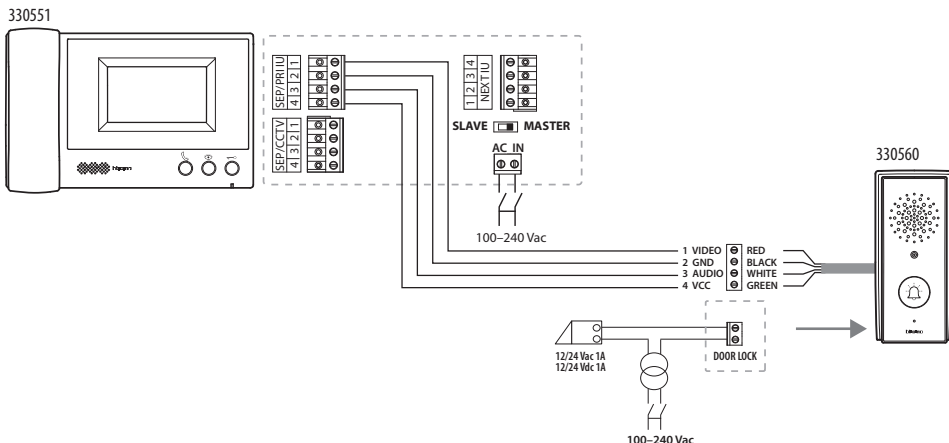 330551
SEP/PRI IU
4 3 2 1
1 2 3 4
NEXT IU
SLAVE MASTER
SEP/CCTV
4 3 2 1
AC IN
100–240 Vac
330560
1 VIDEO RED
2 GND BLACK
3 AUDIO WHITE
4 VCC GREEN
12/24 Vac 1A
12/24 Vdc 1A
DOOR LOCK
100–240 Vac